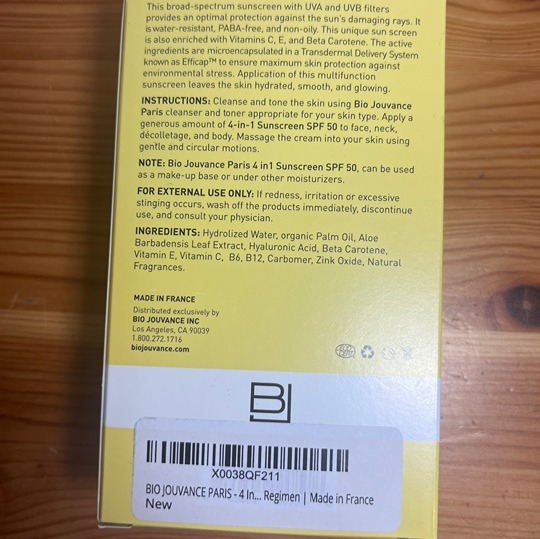 This broad-spectrum sunscreen with UVA and UVB filters
provides an optimal protection against the sun's damaging rays. It
is water-resistant, PABA-free, and non-oily. This unique sun screen
is also enriched with Vitamins C, E, and Beta Carotene. The active
ingredients are microencapsulated in a Transdermal Delivery System
known as Efficap™ to ensure maximum skin protection against
environmental stress. Application of this multifunction
sunscreen leaves the skin hydrated, smooth, and glowing.
INSTRUCTIONS: Cleanse and tone the skin using Bio Jouvance
Paris cleanser and toner appropriate for your skin type. Apply a
generous amount of 4-in-1 Sunscreen SPF 50 to face, neck,
décolletage, and body. Massage the cream into your skin using
gentle and circular motions.
NOTE: Bio Jouvance Paris 4 in1 Sunscreen SPF 50, can be used
as a make-up base or under other moisturizers.
FOR EXTERNAL USE ONLY: If redness, irritation or excessive
stinging occurs, wash off the products immediately, discontinue
use, and consult your physician.
INGREDIENTS: Hydrolized Water, organic Palm Oil, Aloe
Barbadensis Leaf Extract, Hyaluronic Acid, Beta Carotene,
Vitamin E, Vitamin C, B6, B12, Carbomer, Zink Oxide, Natural
Fragrances.
MADE IN FRANCE
Distributed exclusively by
BIO JOUVANCE INC
Los Angeles, CA 90039
1.800.272.1716
biojouvance.com
BJ
X0038QF211
BIO JOUVANCE PARIS - 4 In... Regimen | Made in France
New